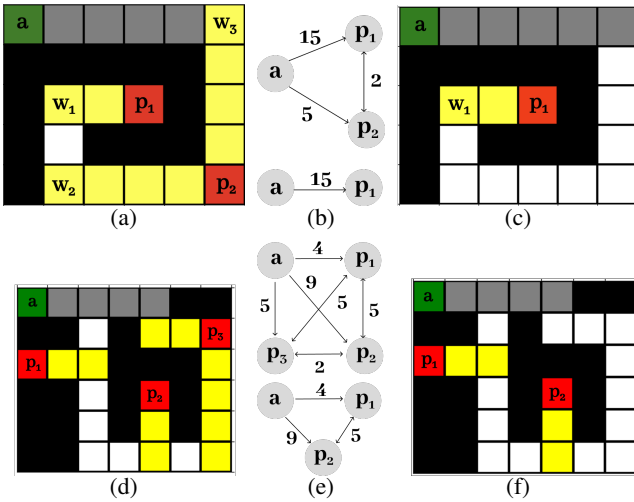 a w₃
w₁ p₁
w₂ p₂
(a)
15 p₁
a 2
5 p₂
a 15 p₁
(b)
a
w₁ p₁
(c)
a
p₃
p₁
p₂
(d)
a 4 p₁
9
5 5 5
p₃ 2 p₂
a 4 p₁
9 5
p₂
(e)
a
p₁
p₂
(f)